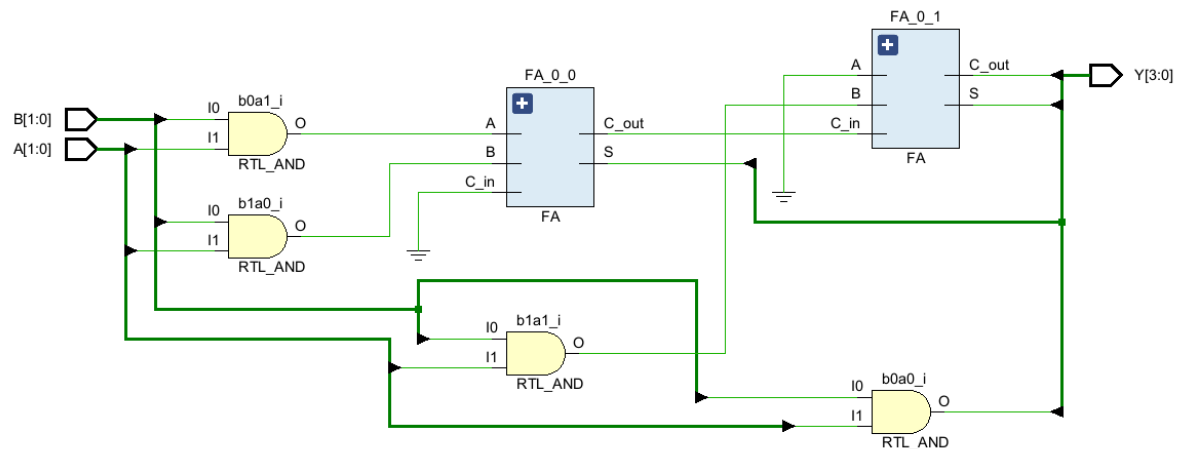 FA_0_1
A
C_out
Y[3:0]
B
S
C_in
FA
FA_0_0
A
C_out
B
S
C_in
FA
B[1:0]
A[1:0]
b0a1_i
I0
O
I1
RTL_AND
b1a0_i
I0
O
I1
RTL_AND
b1a1_i
I0
O
I1
RTL_AND
b0a0_i
I0
O
I1
RTL_AND